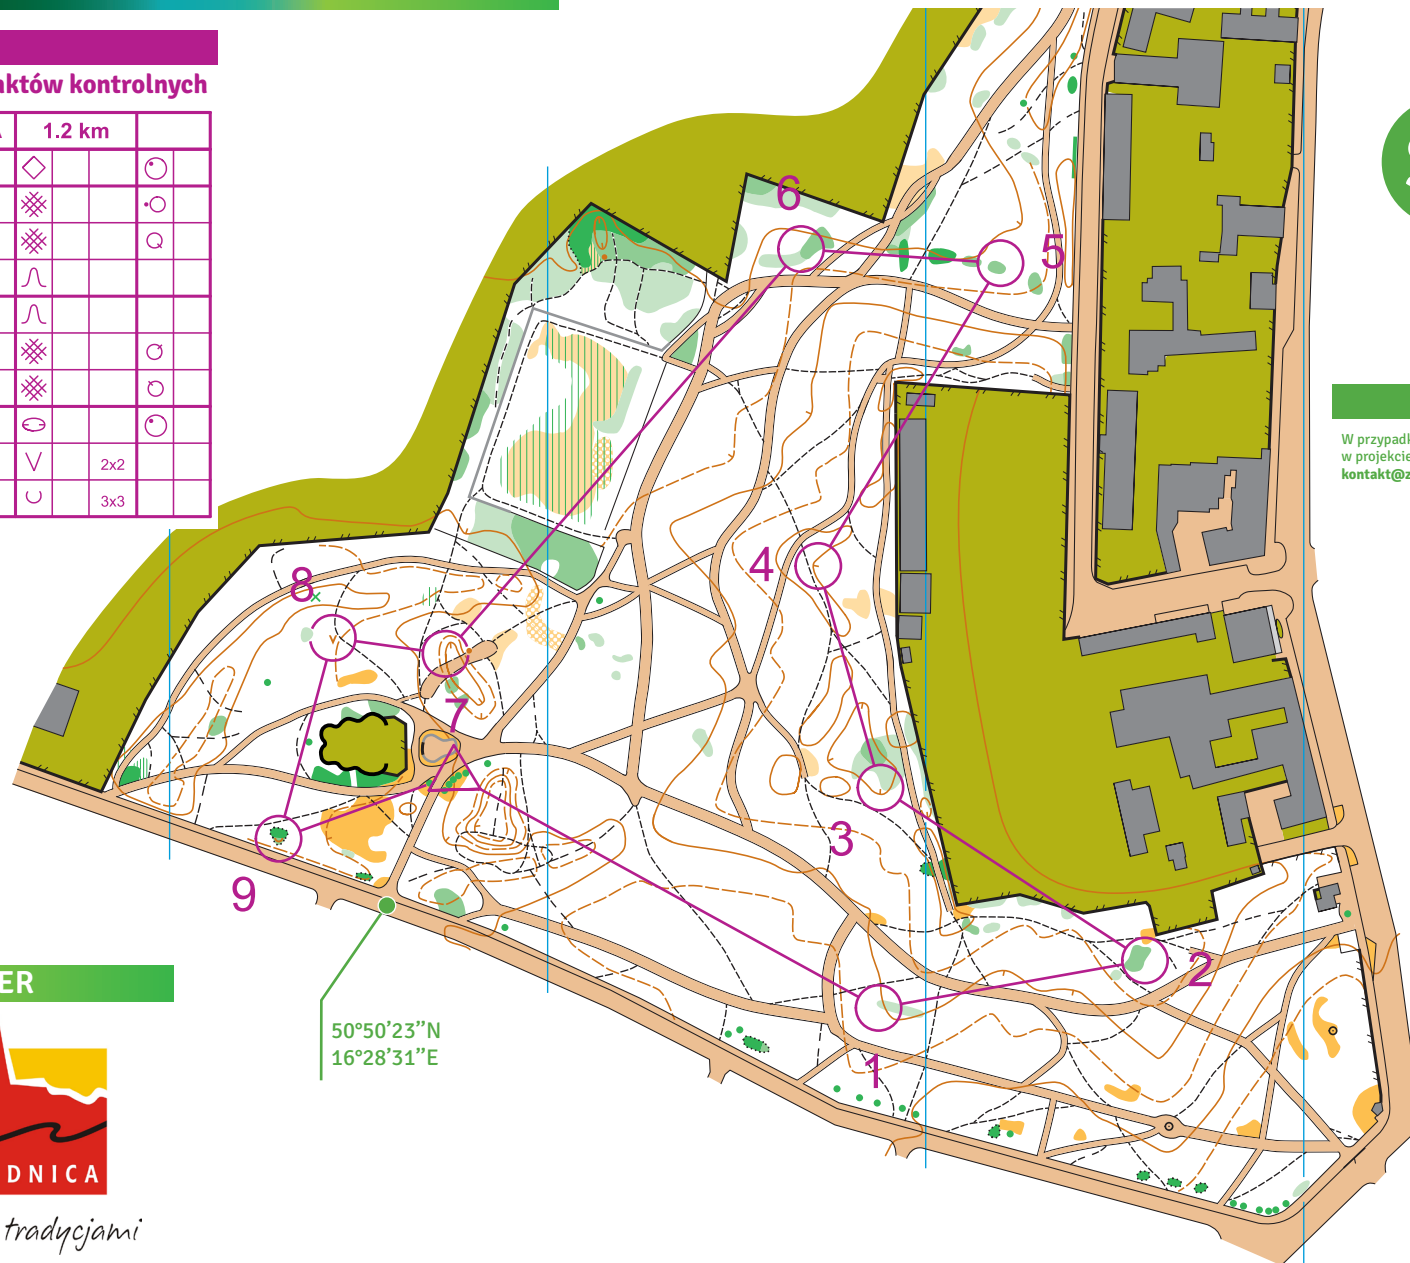 nktów kontrolnych
1.2 km
2x2
3x3
6
5
4
8
7
3
9
2
1
W przypadk
w projekcie
kontakt@z
ER
50°50’23”N
16°28’31”E
DNICA
tradycjami